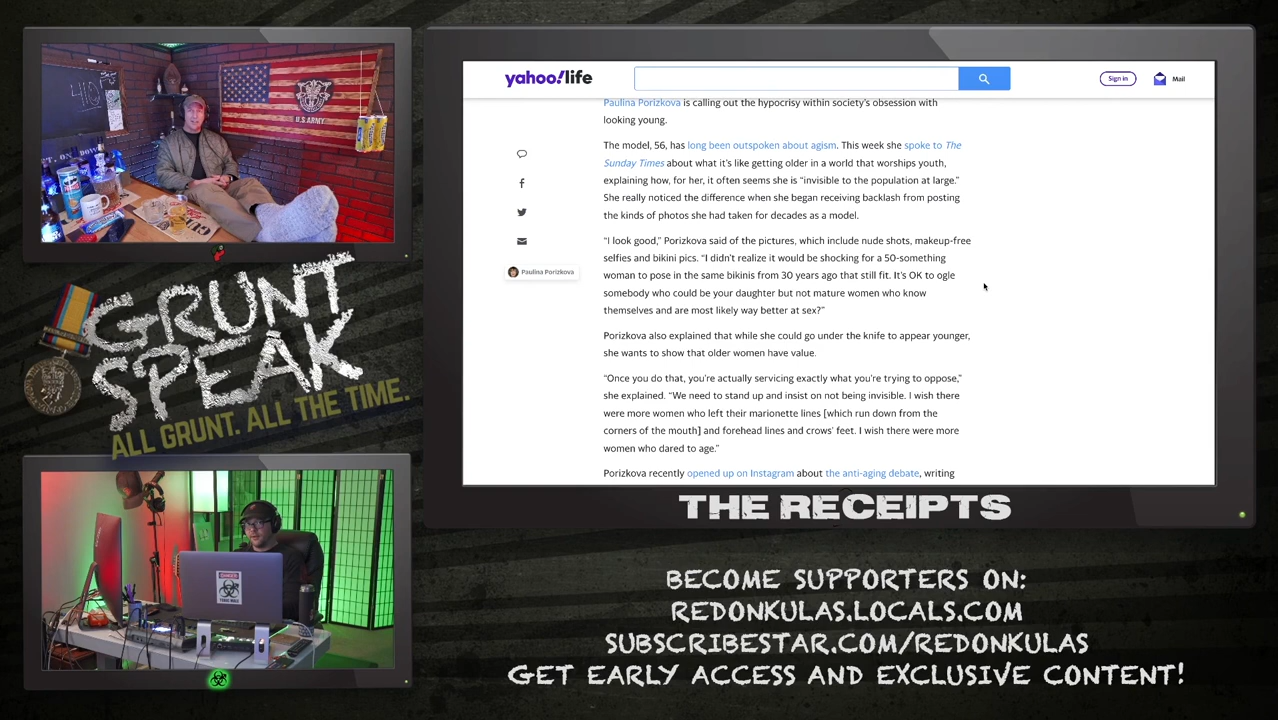 410
U.S. ARMY
GRUNT
SPEAK
ALL GRUNT. ALL THE TIME.
yahoo!life
Sign in
Mail
Paulina Porizkova is calling out the hypocrisy within society's obsession with
looking young.
The model, 56, has long been outspoken about agism. This week she spoke to The
Sunday Times about what it's like getting older in a world that worships youth,
explaining how, for her, it often seems she is "invisible to the population at large."
She really noticed the difference when she began receiving backlash from posting
the kinds of photos she had taken for decades as a model.
"I look good," Porizkova said of the pictures, which include nude shots, makeup-free
selfies and bikini pics. "I didn't realize it would be shocking for a 50-something
woman to pose in the same bikinis from 30 years ago that still fit. It's OK to ogle
somebody who could be your daughter but not mature women who know
themselves and are most likely way better at sex?"
Porizkova also explained that while she could go under the knife to appear younger,
she wants to show that older women have value.
"Once you do that, you're actually servicing exactly what you're trying to oppose,"
she explained. "We need to stand up and insist on not being invisible. I wish there
were more women who left their marionette lines [which run down from the
corners of the mouth] and forehead lines and crows' feet. I wish there were more
women who dared to age."
Porizkova recently opened up on Instagram about the anti-aging debate, writing
Paulina Porizkova
THE RECEIPTS
BECOME SUPPORTERS ON:
REDONKULAS.LOCALS.COM
SUBSCRIBESTAR.COM/REDONKULAS
GET EARLY ACCESS AND EXCLUSIVE CONTENT!